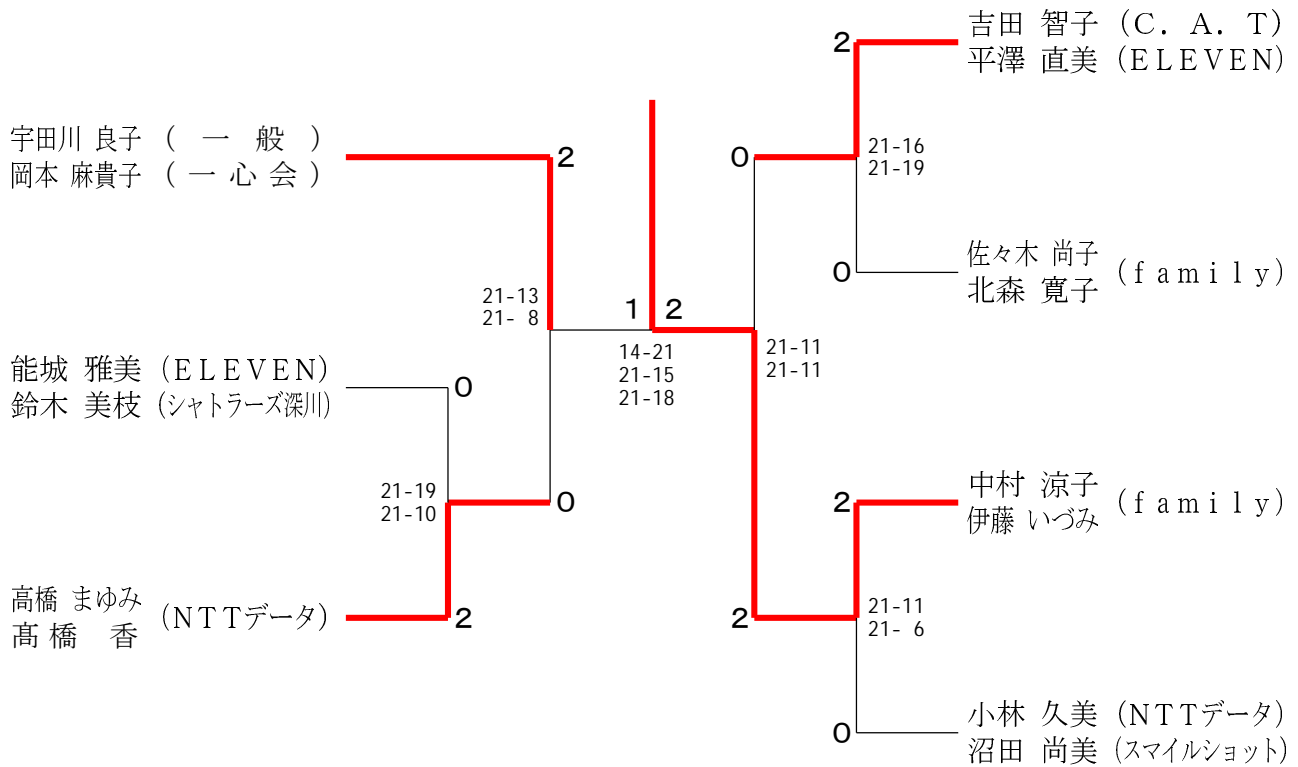 宇田川 良子 ( 一 般 )
岡本 麻貴子 ( 一 心 会 )
能城 雅美 (ELEVEN)
鈴木 美枝 (シャトラーズ深川)
高橋 まゆみ
髙橋 香
(NTTデータ)
2
21-13
21- 8
0
21-19
21-10
0
2
1 2
14-21
21-15
21-18
0
21-11
21-11
2
2
21-16
21-19
0
2
21-11
21- 6
0
吉田 智子 (C. A. T)
平澤 直美 (ELEVEN)
佐々木 尚子
北森 寛子
(family)
中村 涼子
伊藤 いづみ
(family)
小林 久美 (NTTデータ)
沼田 尚美 (スマイルショット)